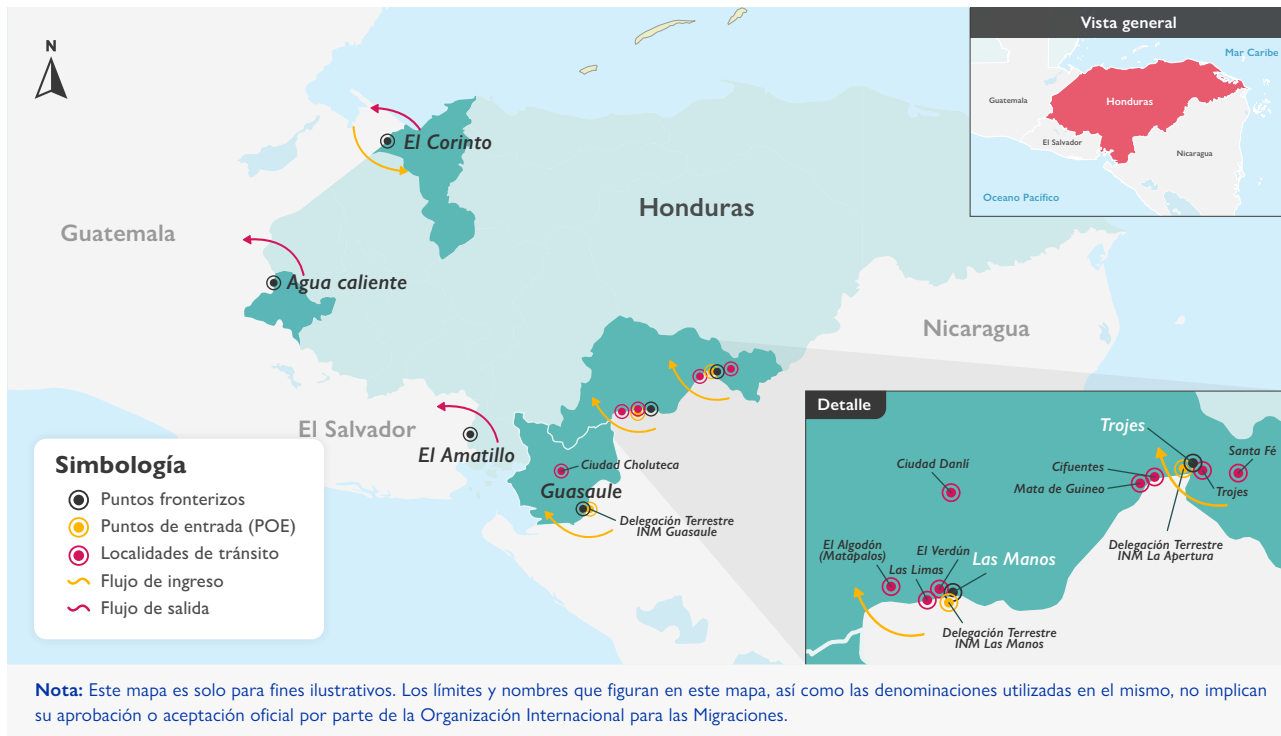 N
Vista general
Mar Caribe
Guatemala
Honduras
El Salvador
Nicaragua
Oceano Pacífico
El Corinto
Honduras
Guatemala
Agua caliente
Nicaragua
El Salvador
El Amatillo
Ciudad Choluteca
Guasaule
Delegación Terrestre
INM Guasaule
Simbología
Puntos fronterizos
Puntos de entrada (POE)
Localidades de tránsito
Flujo de ingreso
Flujo de salida
Detalle
Trojes
Santa Fé
Ciudad Danlí
Cifuentes
Mata de Guineo
Trojes
Delegación Terrestre
INM La Apertura
El Algodón
(Matapalos)
El Verdún
Las Limas
Las Manos
Delegación Terrestre
INM Las Manos
Nota: Este mapa es solo para fines ilustrativos. Los límites y nombres que figuran en este mapa, así como las denominaciones utilizadas en el mismo, no implican
su aprobación o aceptación oficial por parte de la Organización Internacional para las Migraciones.